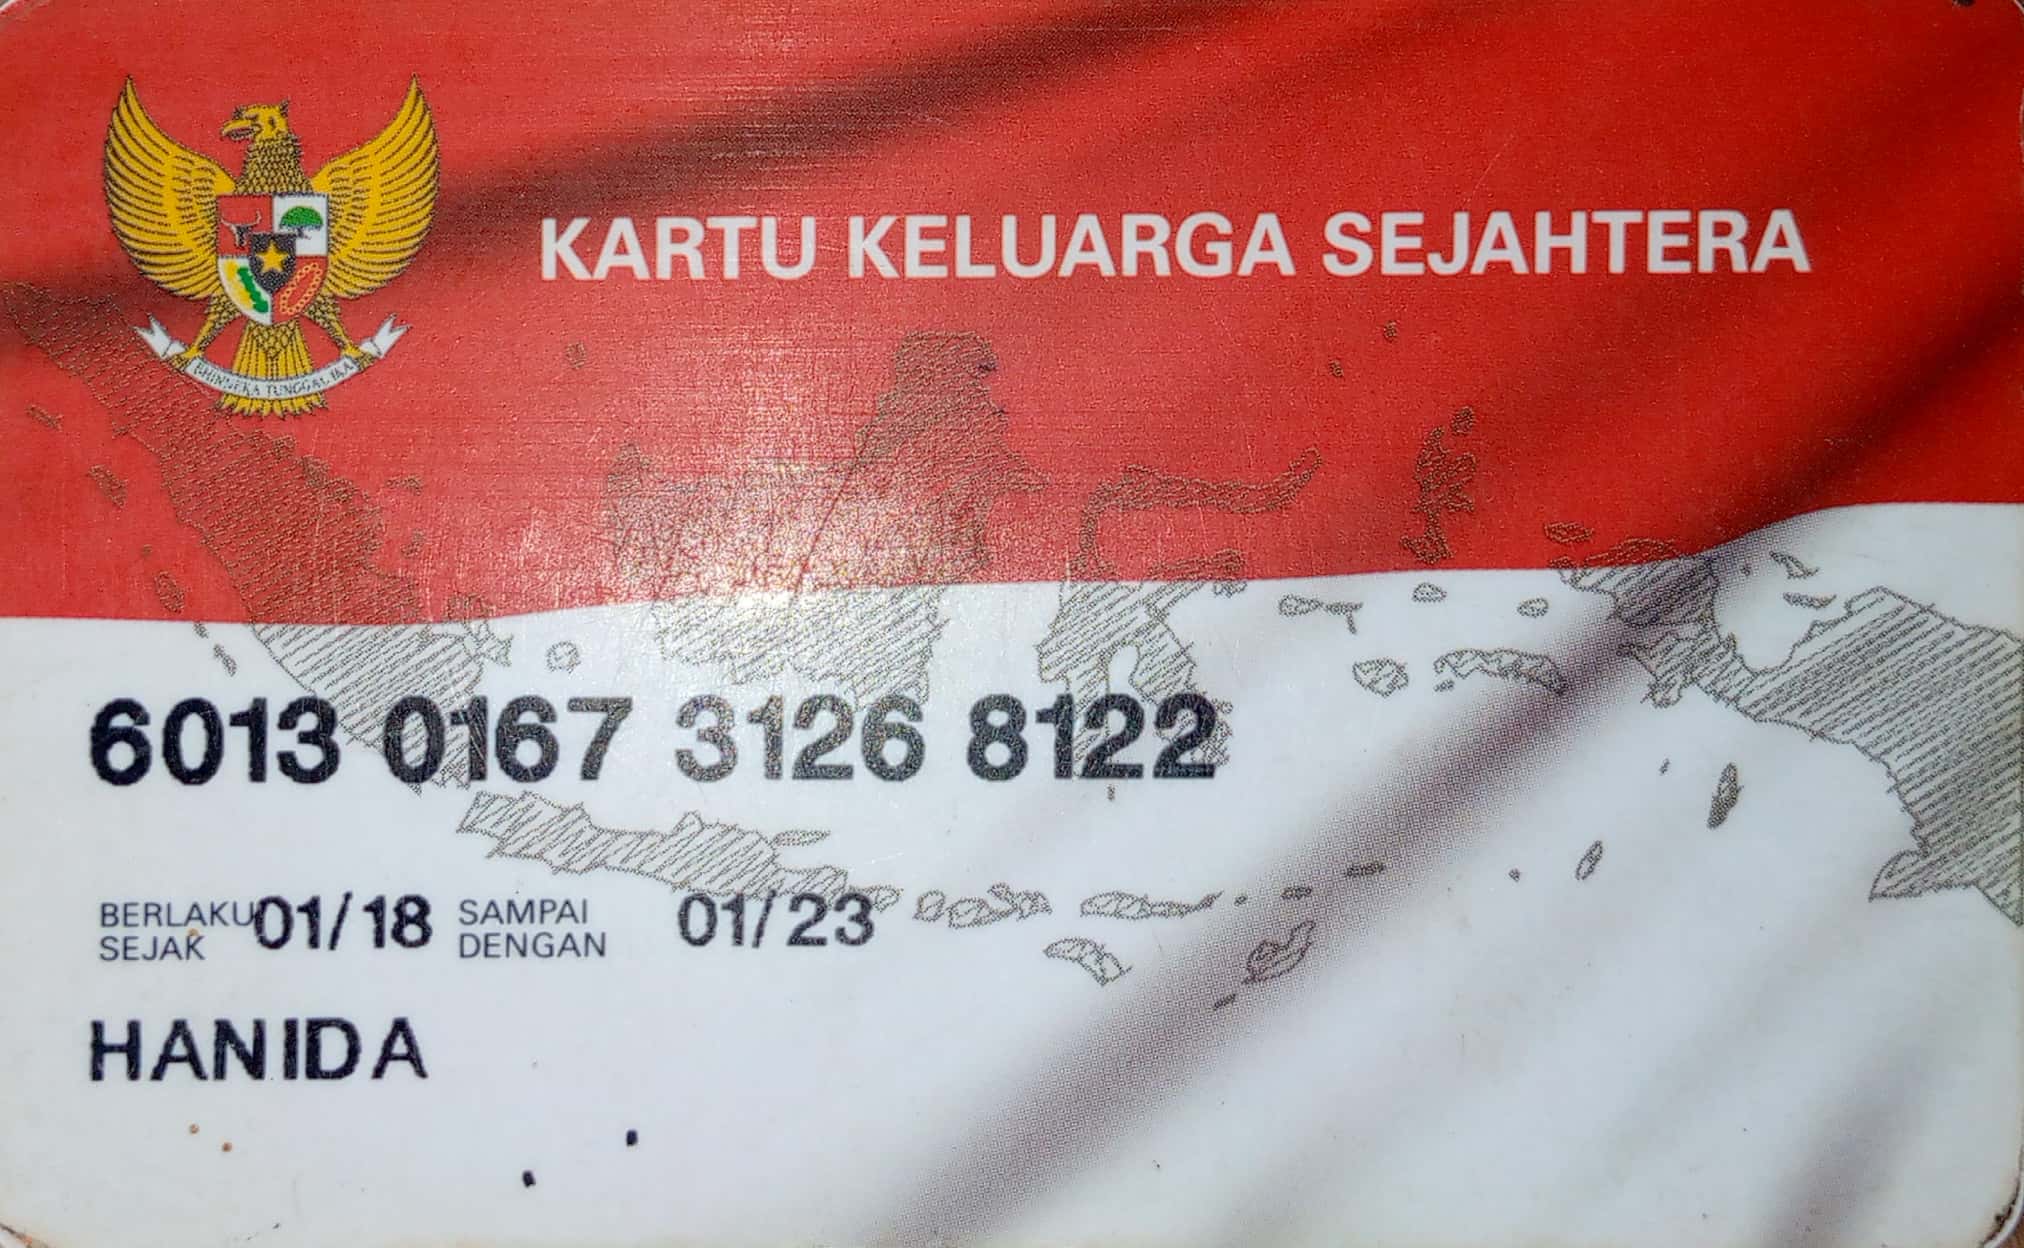 KARTU KELUARGA SEJAHTERA
BHINNEKA TUNGGAL IKA
6013 0167 3126 8122
BERLAKU SEJAK 01/18 SAMPAI DENGAN 01/23
HANIDA